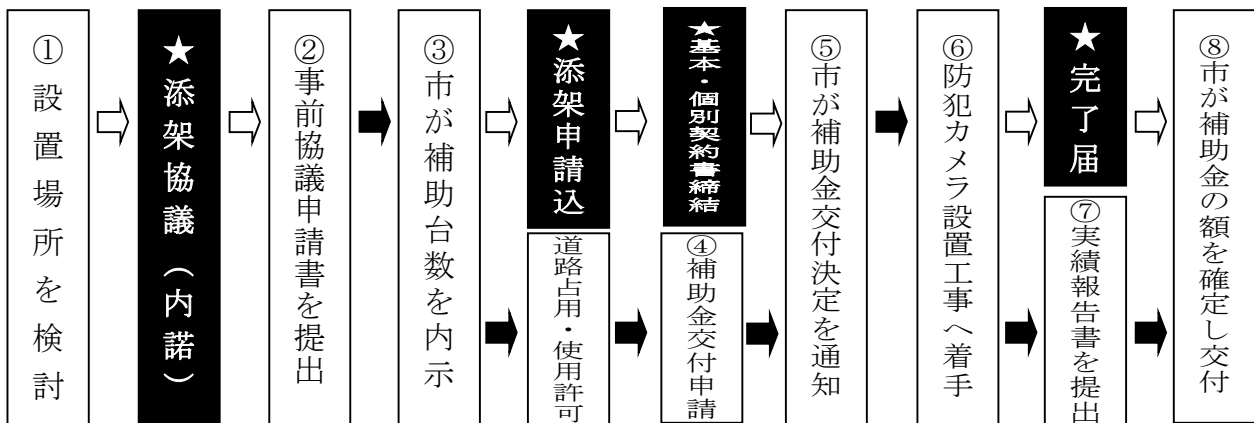 ①設置場所を検討
★添架協議（内諾）
②事前協議申請書を提出
③市が補助台数を内示
★添架申請込
道路占用・使用許可
★基本・個別契約書締結
④補助金交付申請
⑤市が補助金交付決定を通知
⑥防犯カメラ設置工事へ着手
★完了届
⑦実績報告書を提出
⑧市が補助金の額を確定し交付